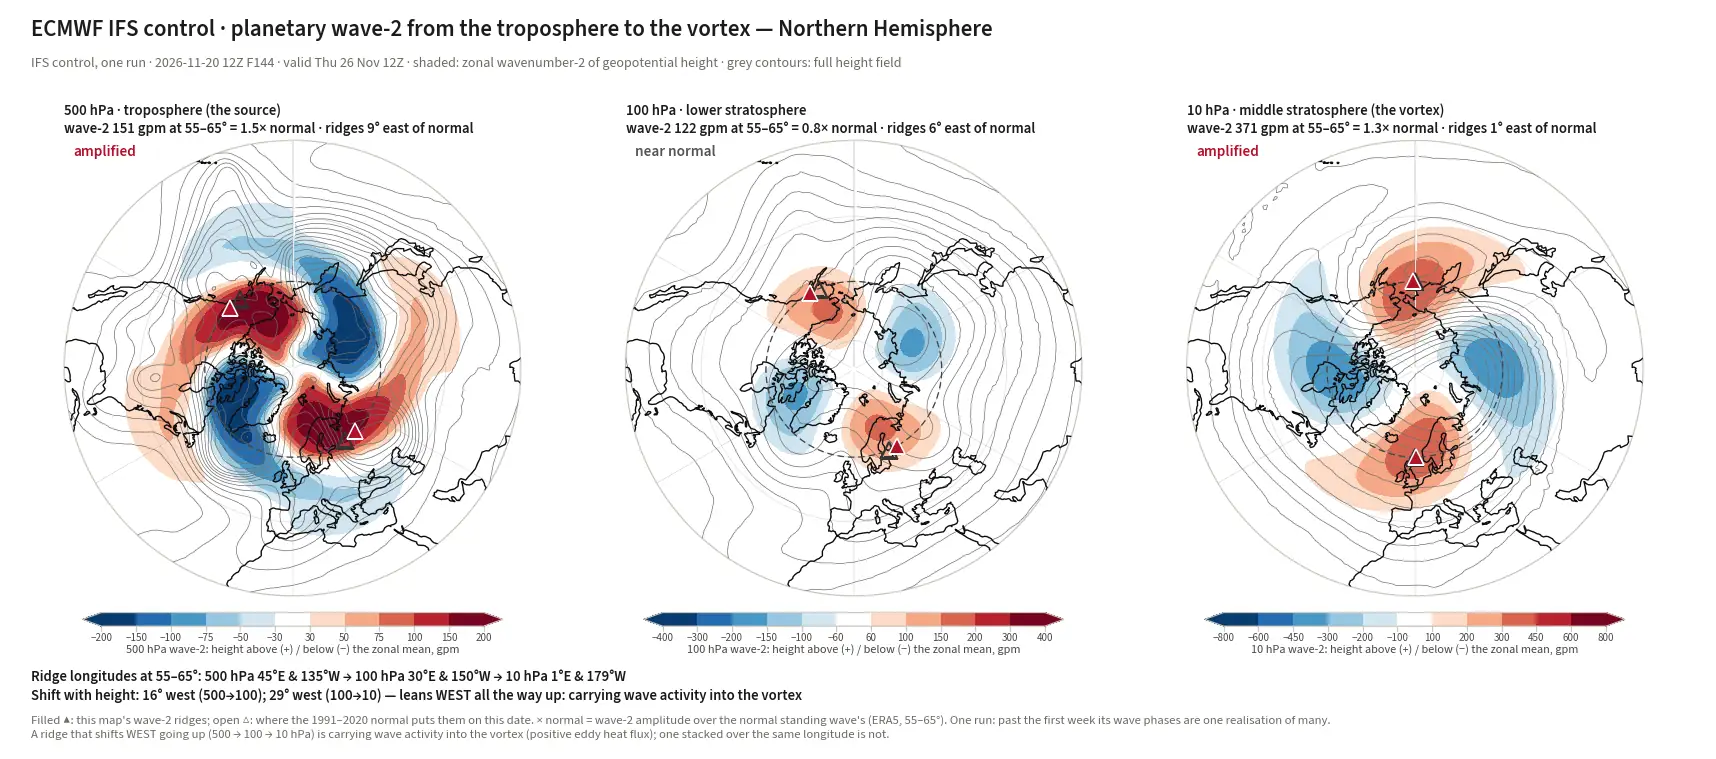 ECMWF IFS control · planetary wave-2 from the troposphere to the vortex — Northern Hemisphere
IFS control, one run · 2026-11-20 12Z F144 · valid Thu 26 Nov 12Z · shaded: zonal wavenumber-2 of geopotential height · grey contours: full height field
500 hPa · troposphere (the source)
wave-2 151 gpm at 55–65° = 1.5× normal · ridges 9° east of normal
amplified
100 hPa · lower stratosphere
wave-2 122 gpm at 55–65° = 0.8× normal · ridges 6° east of normal
near normal
10 hPa · middle stratosphere (the vortex)
wave-2 371 gpm at 55–65° = 1.3× normal · ridges 1° east of normal
amplified
−200 −150 −100 −75 −50 −30 30 50 75 100 150 200
500 hPa wave-2: height above (+) / below (−) the zonal mean, gpm
−400 −300 −200 −150 −100 −60 60 100 150 200 300 400
100 hPa wave-2: height above (+) / below (−) the zonal mean, gpm
−800 −600 −450 −300 −200 −100 100 200 300 450 600 800
10 hPa wave-2: height above (+) / below (−) the zonal mean, gpm
Ridge longitudes at 55–65°: 500 hPa 45°E & 135°W → 100 hPa 30°E & 150°W → 10 hPa 1°E & 179°W
Shift with height: 16° west (500→100); 29° west (100→10) — leans WEST all the way up: carrying wave activity into the vortex
Filled ▲: this map's wave-2 ridges; open △: where the 1991–2020 normal puts them on this date. × normal = wave-2 amplitude over the normal standing wave's (ERA5, 55–65°). One run: past the first week its wave phases are one realisation of many.
A ridge that shifts WEST going up (500 → 100 → 10 hPa) is carrying wave activity into the vortex (positive eddy heat flux); one stacked over the same longitude is not.